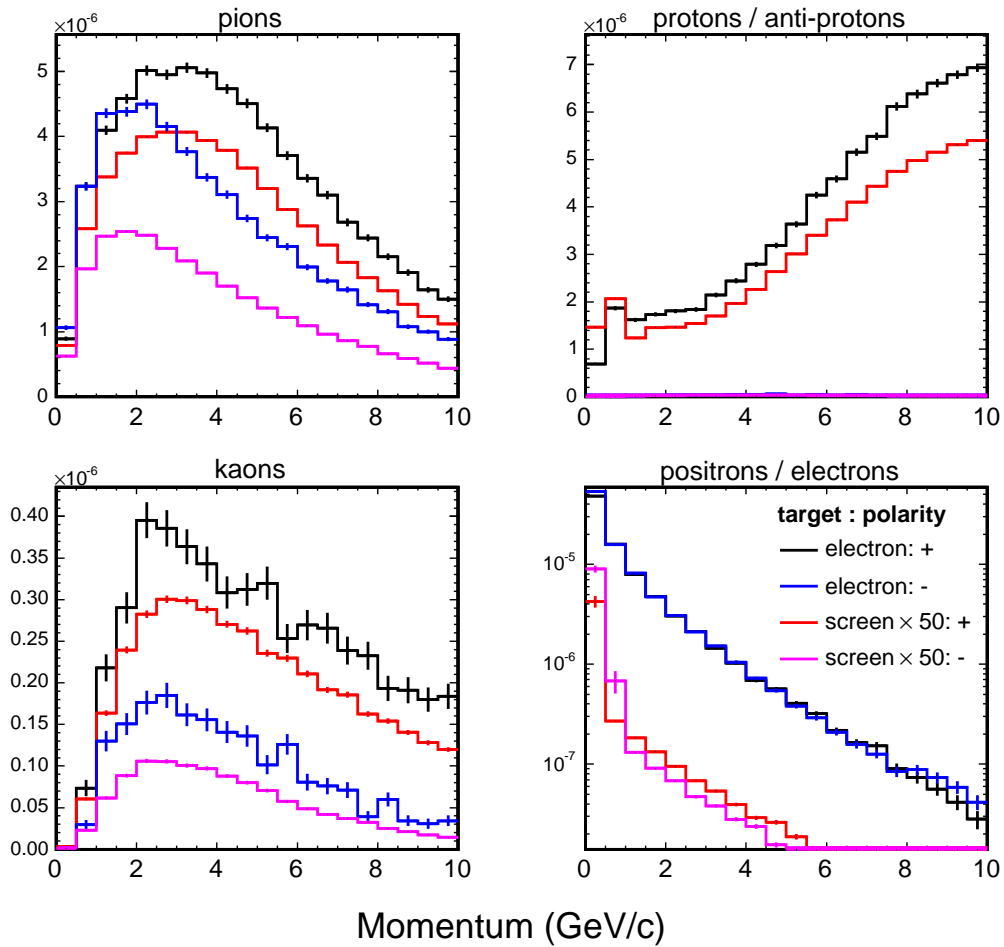 pions
×10⁻⁶
5
4
3
2
1
0
0 2 4 6 8 10
protons / anti-protons
×10⁻⁶
7
6
5
4
3
2
1
0
0 2 4 6 8 10
kaons
×10⁻⁶
0.40
0.35
0.30
0.25
0.20
0.15
0.10
0.05
0.00
0 2 4 6 8 10
positrons / electrons
target : polarity
electron: +
electron: -
screen × 50: +
screen × 50: -
10⁻⁵
10⁻⁶
10⁻⁷
0 2 4 6 8 10
Momentum (GeV/c)